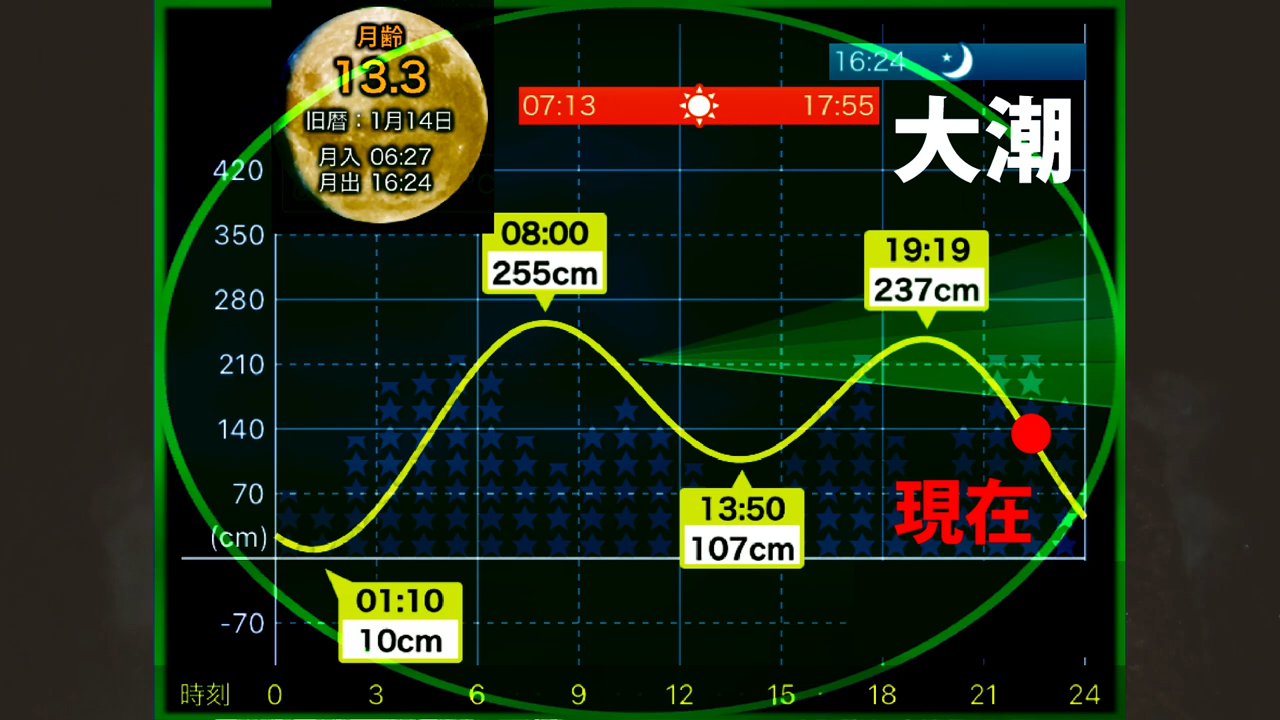 月齢
13.3
旧暦：1月14日
月入 06:27
月出 16:24
16:24
07:13
17:55
大潮
420
350
280
210
140
70
(cm)
-70
08:00
255cm
19:19
237cm
13:50
107cm
現在
01:10
10cm
時刻 0 3 6 9 12 15 18 21 24